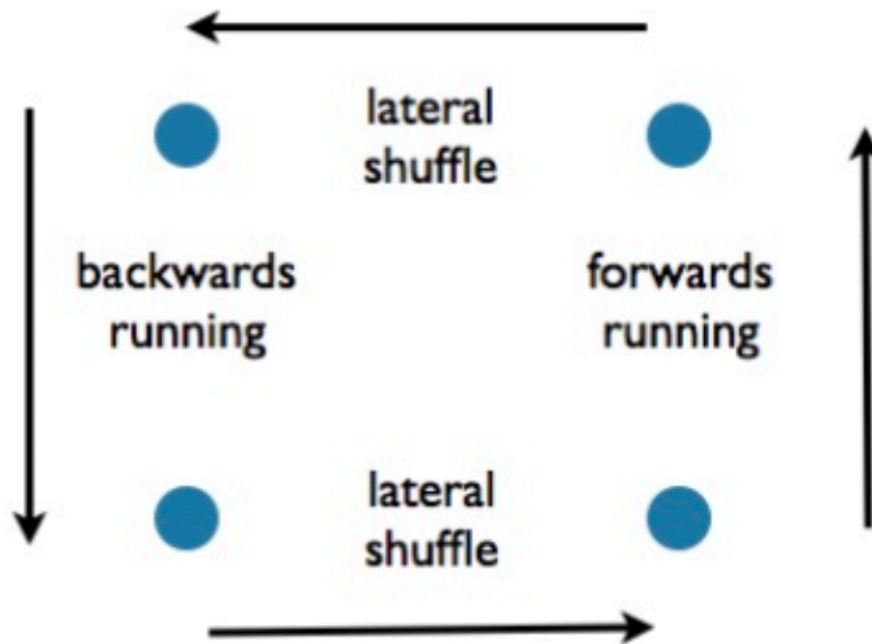 lateral
shuffle
backwards
running
forwards
running
lateral
shuffle